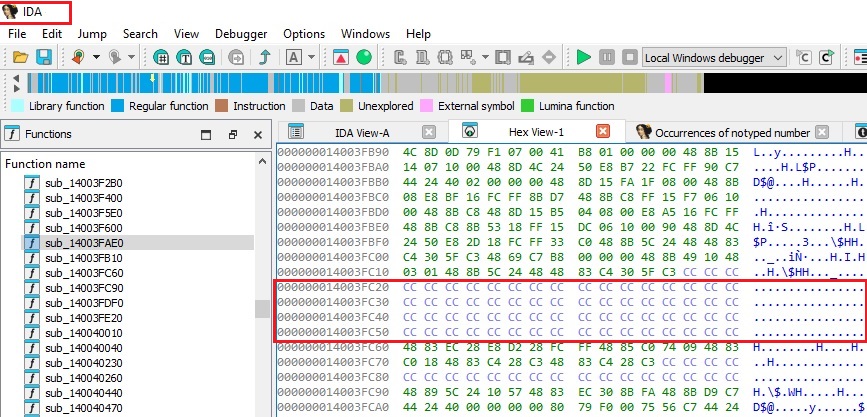 IDA
File Edit Jump Search View Debugger Options Windows Help
Local Windows debugger
Library function Regular function Instruction Data Unexplored External symbol Lumina function
Functions
IDA View-A Hex View-1 Occurrences of notyped number
Function name
sub_14003F2B0
sub_14003F400
sub_14003F5E0
sub_14003F600
sub_14003FAE0
sub_14003FB10
sub_14003FC60
sub_14003FC90
sub_14003FDF0
sub_14003FE20
sub_140040010
sub_140040040
sub_140040230
sub_140040260
sub_140040440
sub_140040470
000000014003FB90 4C 8D 0D 79 F1 07 00 41 B8 01 00 00 00 48 8B 15 L..y.........H..
000000014003FBA0 14 07 10 00 48 8D 4C 24 50 E8 B7 22 FC FF 90 C7 ....H.L$P.......
000000014003FBB0 44 24 40 02 00 00 00 48 8D 15 FA 1F 08 00 48 8B D$@....H......H.
000000014003FBC0 08 E8 BF 16 FC FF 8B D7 48 8B C8 FF 15 F7 06 10
000000014003FBD0 00 48 8B C8 48 8D 15 B5 04 08 00 E8 A5 16 FC FF
000000014003FBE0 48 8B C8 8B 53 18 FF 15 DC 06 10 00 90 48 8D 4C
000000014003FBF0 24 50 E8 2D 18 FC FF 33 C0 48 8B 5C 24 48 48 83
000000014003FC00 C4 30 5F C3 48 69 C7 B8 00 00 00 48 8B 49 10 48
000000014003FC10 03 01 48 8B 5C 24 48 48 83 C4 30 5F C3 CC CC CC
000000014003FC20 CC CC CC CC CC CC CC CC CC CC CC CC CC CC CC CC ................
000000014003FC30 CC CC CC CC CC CC CC CC CC CC CC CC CC CC CC CC ................
000000014003FC40 CC CC CC CC CC CC CC CC CC CC CC CC CC CC CC CC ................
000000014003FC50 CC CC CC CC CC CC CC CC CC CC CC CC CC CC CC CC ................
000000014003FC60 48 83 EC 28 E8 D2 28 FC FF 48 85 C0 74 09 48 83
000000014003FC70 C0 18 48 83 C4 28 C3 48 83 C4 28 C3 CC CC CC CC
000000014003FC80 CC CC CC CC CC CC CC CC CC CC CC CC CC CC CC CC ................
000000014003FC90 48 89 5C 24 10 57 48 83 EC 30 8B FA 48 8B D9 C7 H.\$.WH.....H...
000000014003FCA0 44 24 40 00 00 00 00 80 79 F0 00 75 56 C7 44 24